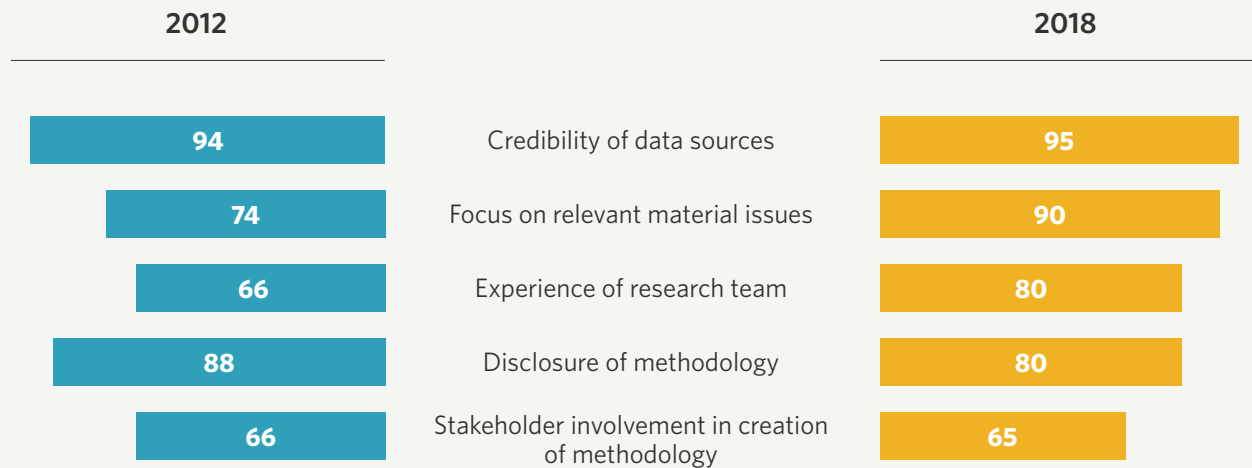 2012 2018
94 Credibility of data sources 95
74 Focus on relevant material issues 90
66 Experience of research team 80
88 Disclosure of methodology 80
66 Stakeholder involvement in creation 65
of methodology